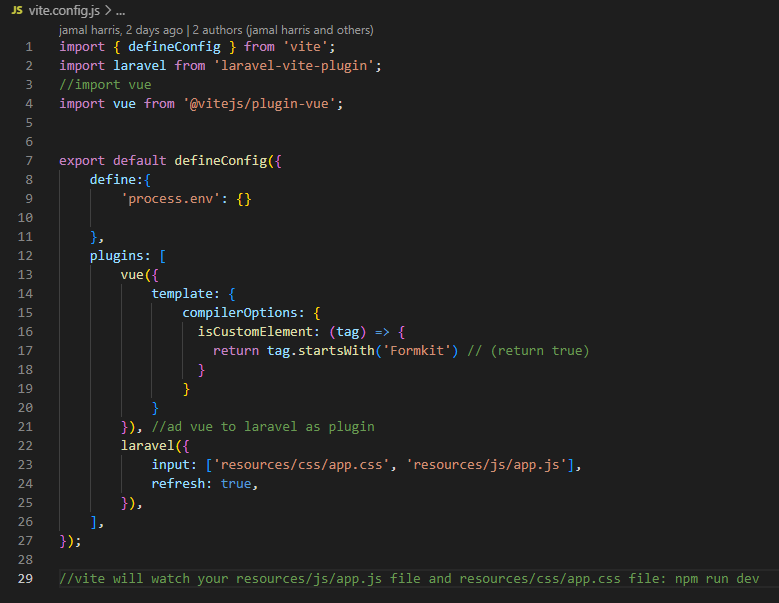 JS vite.config.js > ...
jamal harris, 2 days ago | 2 authors (jamal harris and others)
1 import { defineConfig } from 'vite';
2 import laravel from 'laravel-vite-plugin';
3 //import vue
4 import vue from '@vitejs/plugin-vue';
5
6
7 export default defineConfig({
8 define:{
9 'process.env': {}
10
11 },
12 plugins: [
13 vue({
14 template: {
15 compilerOptions: {
16 isCustomElement: (tag) => {
17 return tag.startsWith('Formkit') // (return true)
18 }
19 }
20 }
21 }), //ad vue to laravel as plugin
22 laravel({
23 input: ['resources/css/app.css', 'resources/js/app.js'],
24 refresh: true,
25 }),
26 ],
27 });
28
29 //vite will watch your resources/js/app.js file and resources/css/app.css file: npm run dev